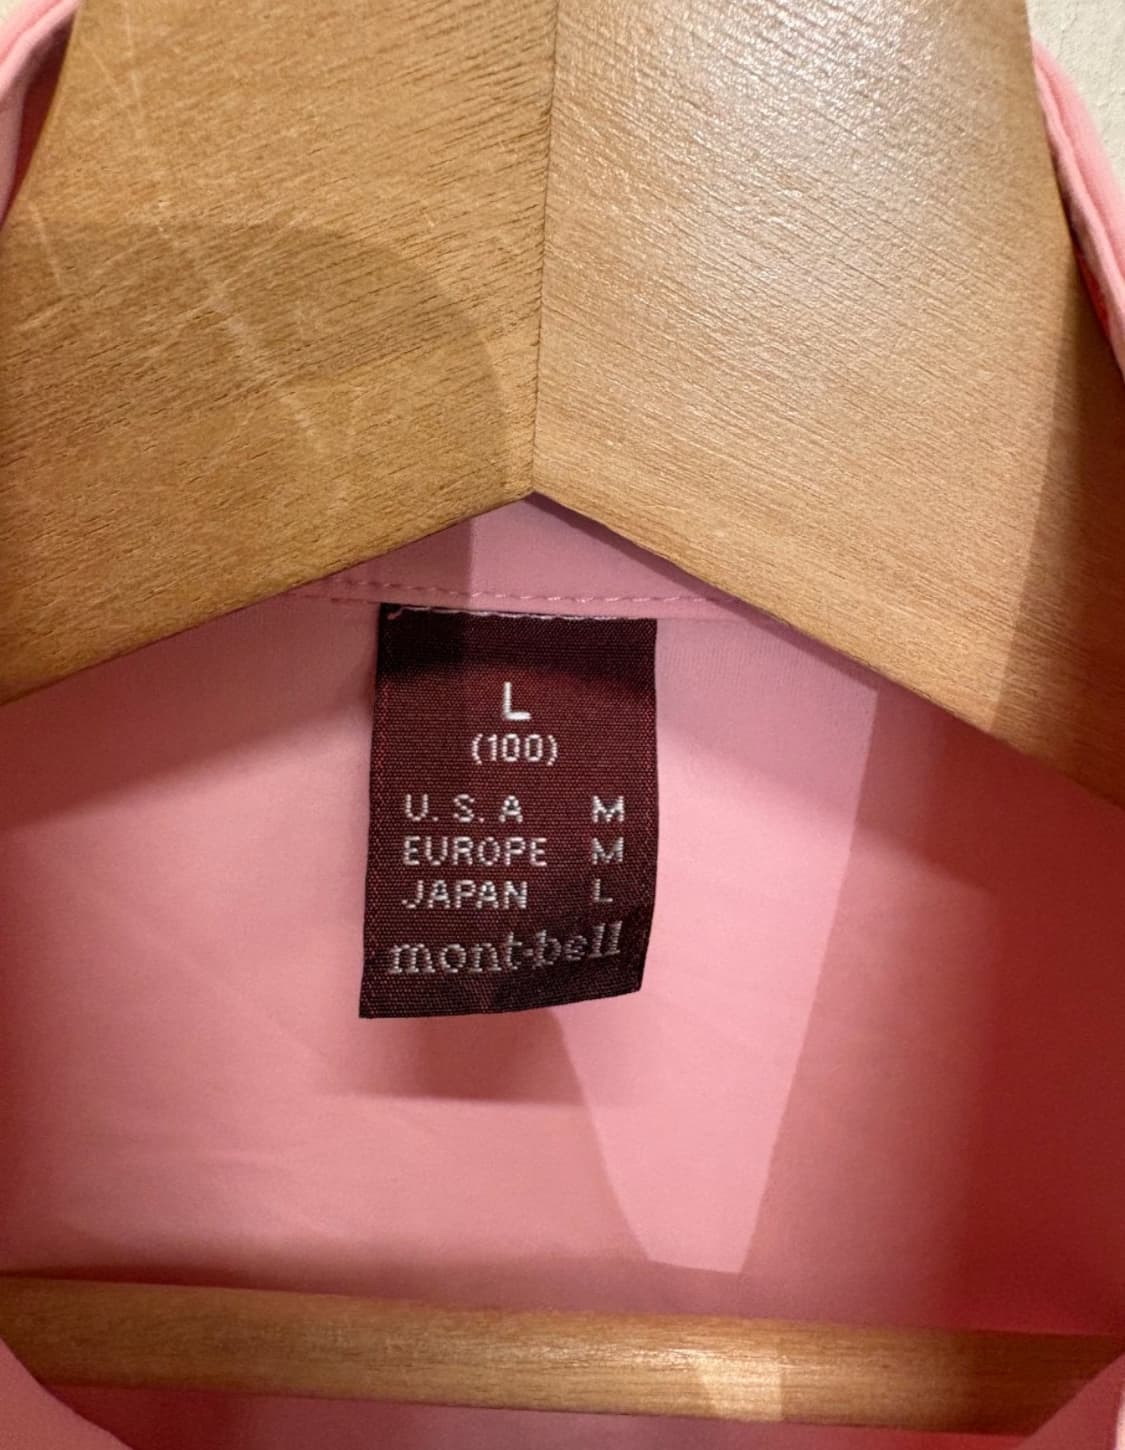 L
(100)
U.S.A M
EUROPE M
JAPAN L
mont-bell